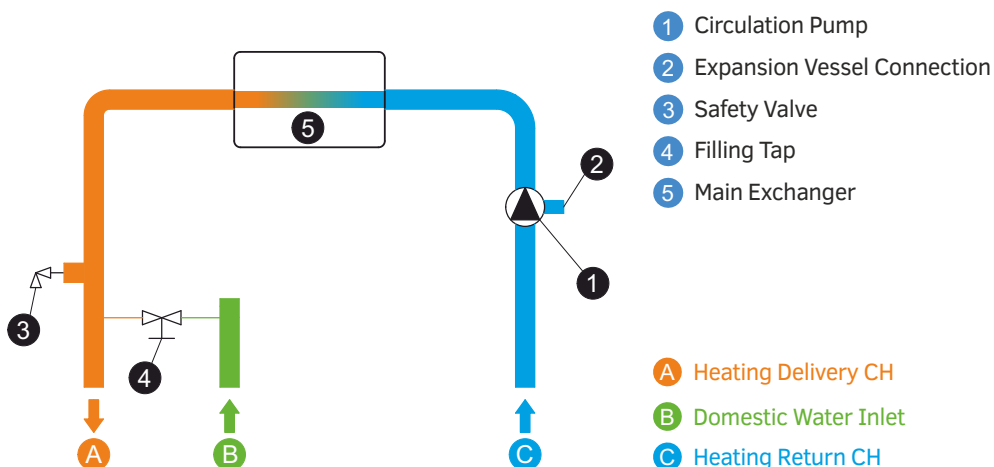 1 Circulation Pump
2 Expansion Vessel Connection
3 Safety Valve
4 Filling Tap
5 Main Exchanger
5
2
1
3
4
A Heating Delivery CH
B Domestic Water Inlet
C Heating Return CH
A
B
C